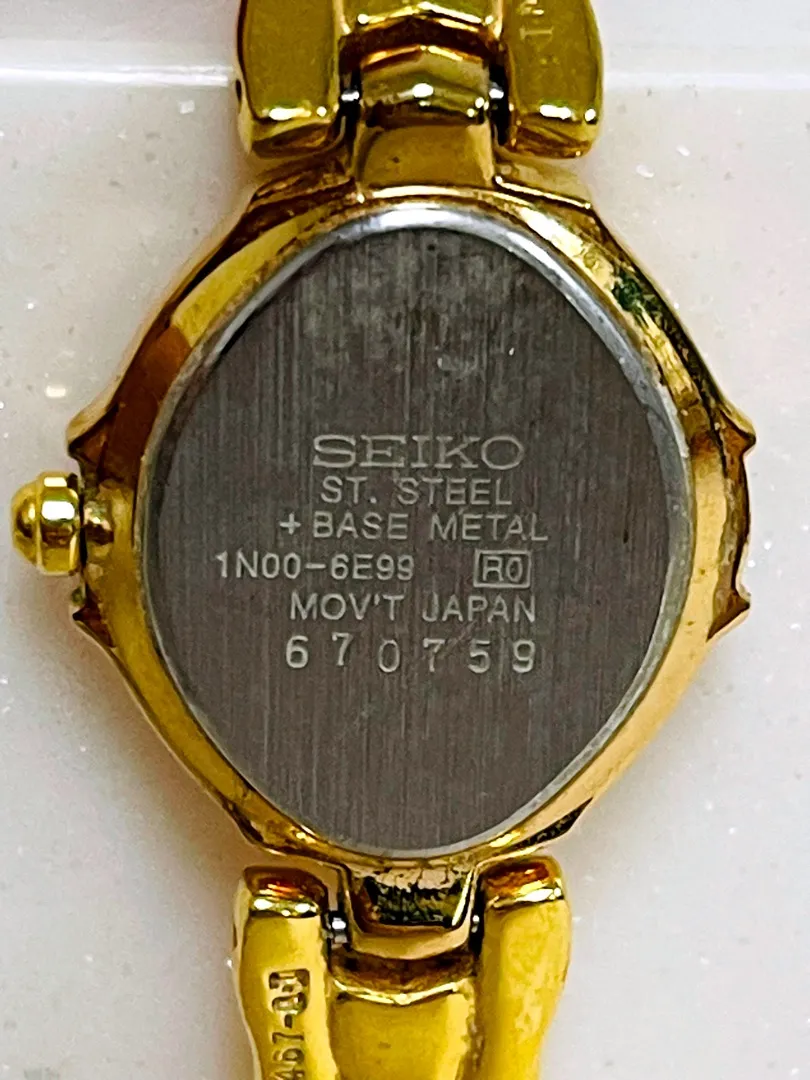 SEIKO
ST. STEEL
+ BASE METAL
1N00-6E99 R0
MOV'T JAPAN
670759